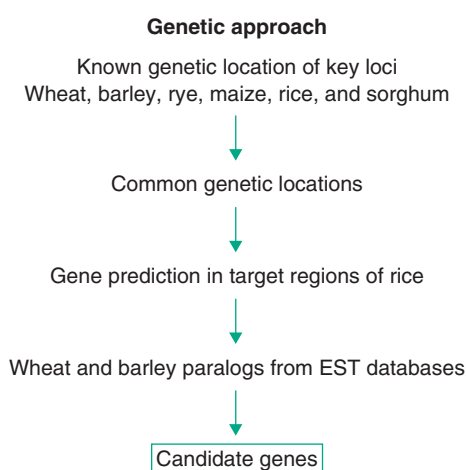 Genetic approach
Known genetic location of key loci
Wheat, barley, rye, maize, rice, and sorghum
Common genetic locations
Gene prediction in target regions of rice
Wheat and barley paralogs from EST databases
Candidate genes